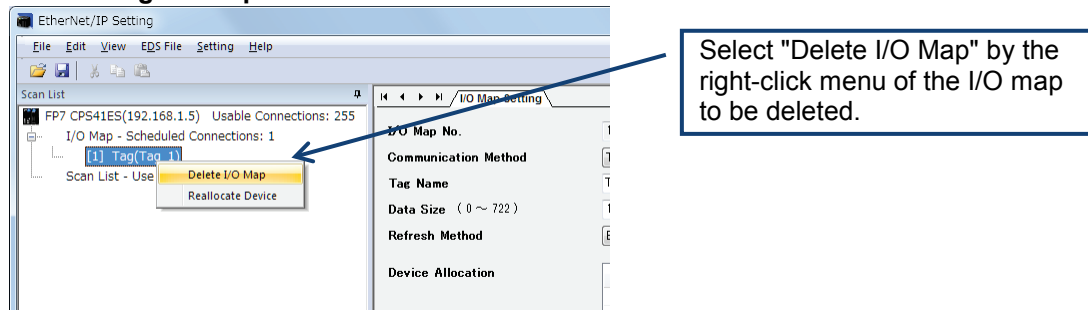 EtherNet/IP Setting
File Edit View EDS File Setting Help
Scan List
FP7 CPS41ES(192.168.1.5) Usable Connections: 255
I/O Map - Scheduled Connections: 1
[1] Tag(Tag_1)
Scan List - Use
Delete I/O Map
Reallocate Device
I/O Map Setting
I/O Map No.
Communication Method
Tag Name
Data Size ( 0 ~ 722 )
Refresh Method
Device Allocation
Select "Delete I/O Map" by the
right-click menu of the I/O map
to be deleted.